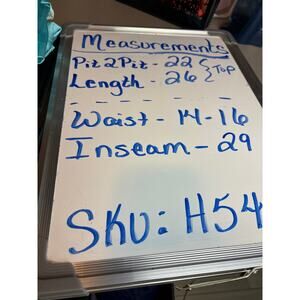 Measurements
Pit2Pit - 22 } Top
Length - 26
Waist - 14-16
Inseam - 29
SKU: H54